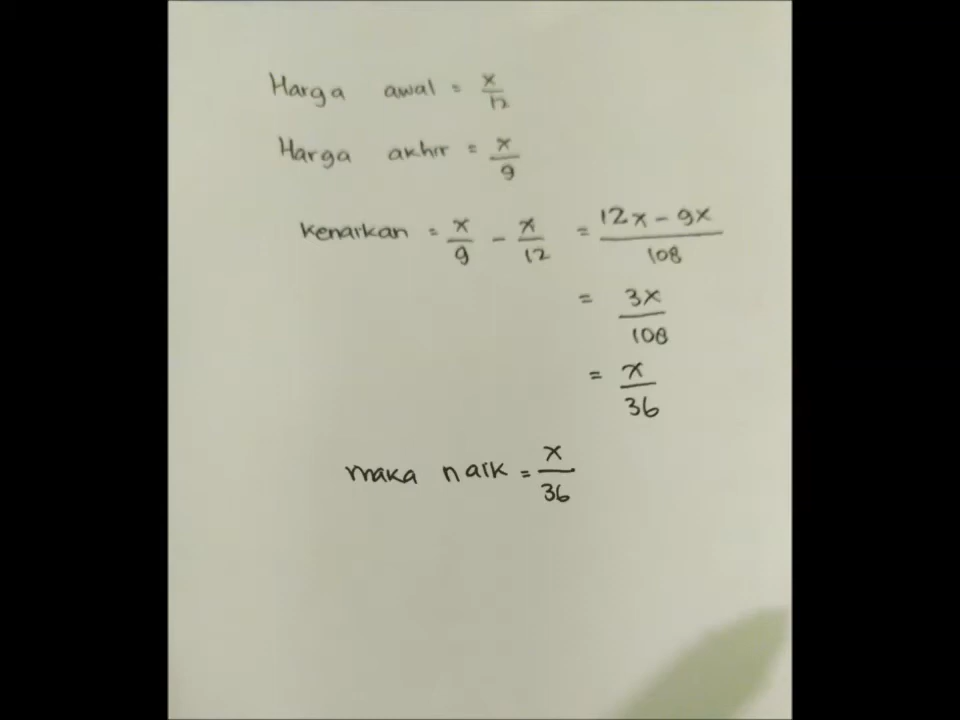 Harga awal = x/12
Harga akhir = x/9
kenaikan = x/9 - x/12 = 12x - 9x/108
= 3x/108
= x/36
maka naik = x/36